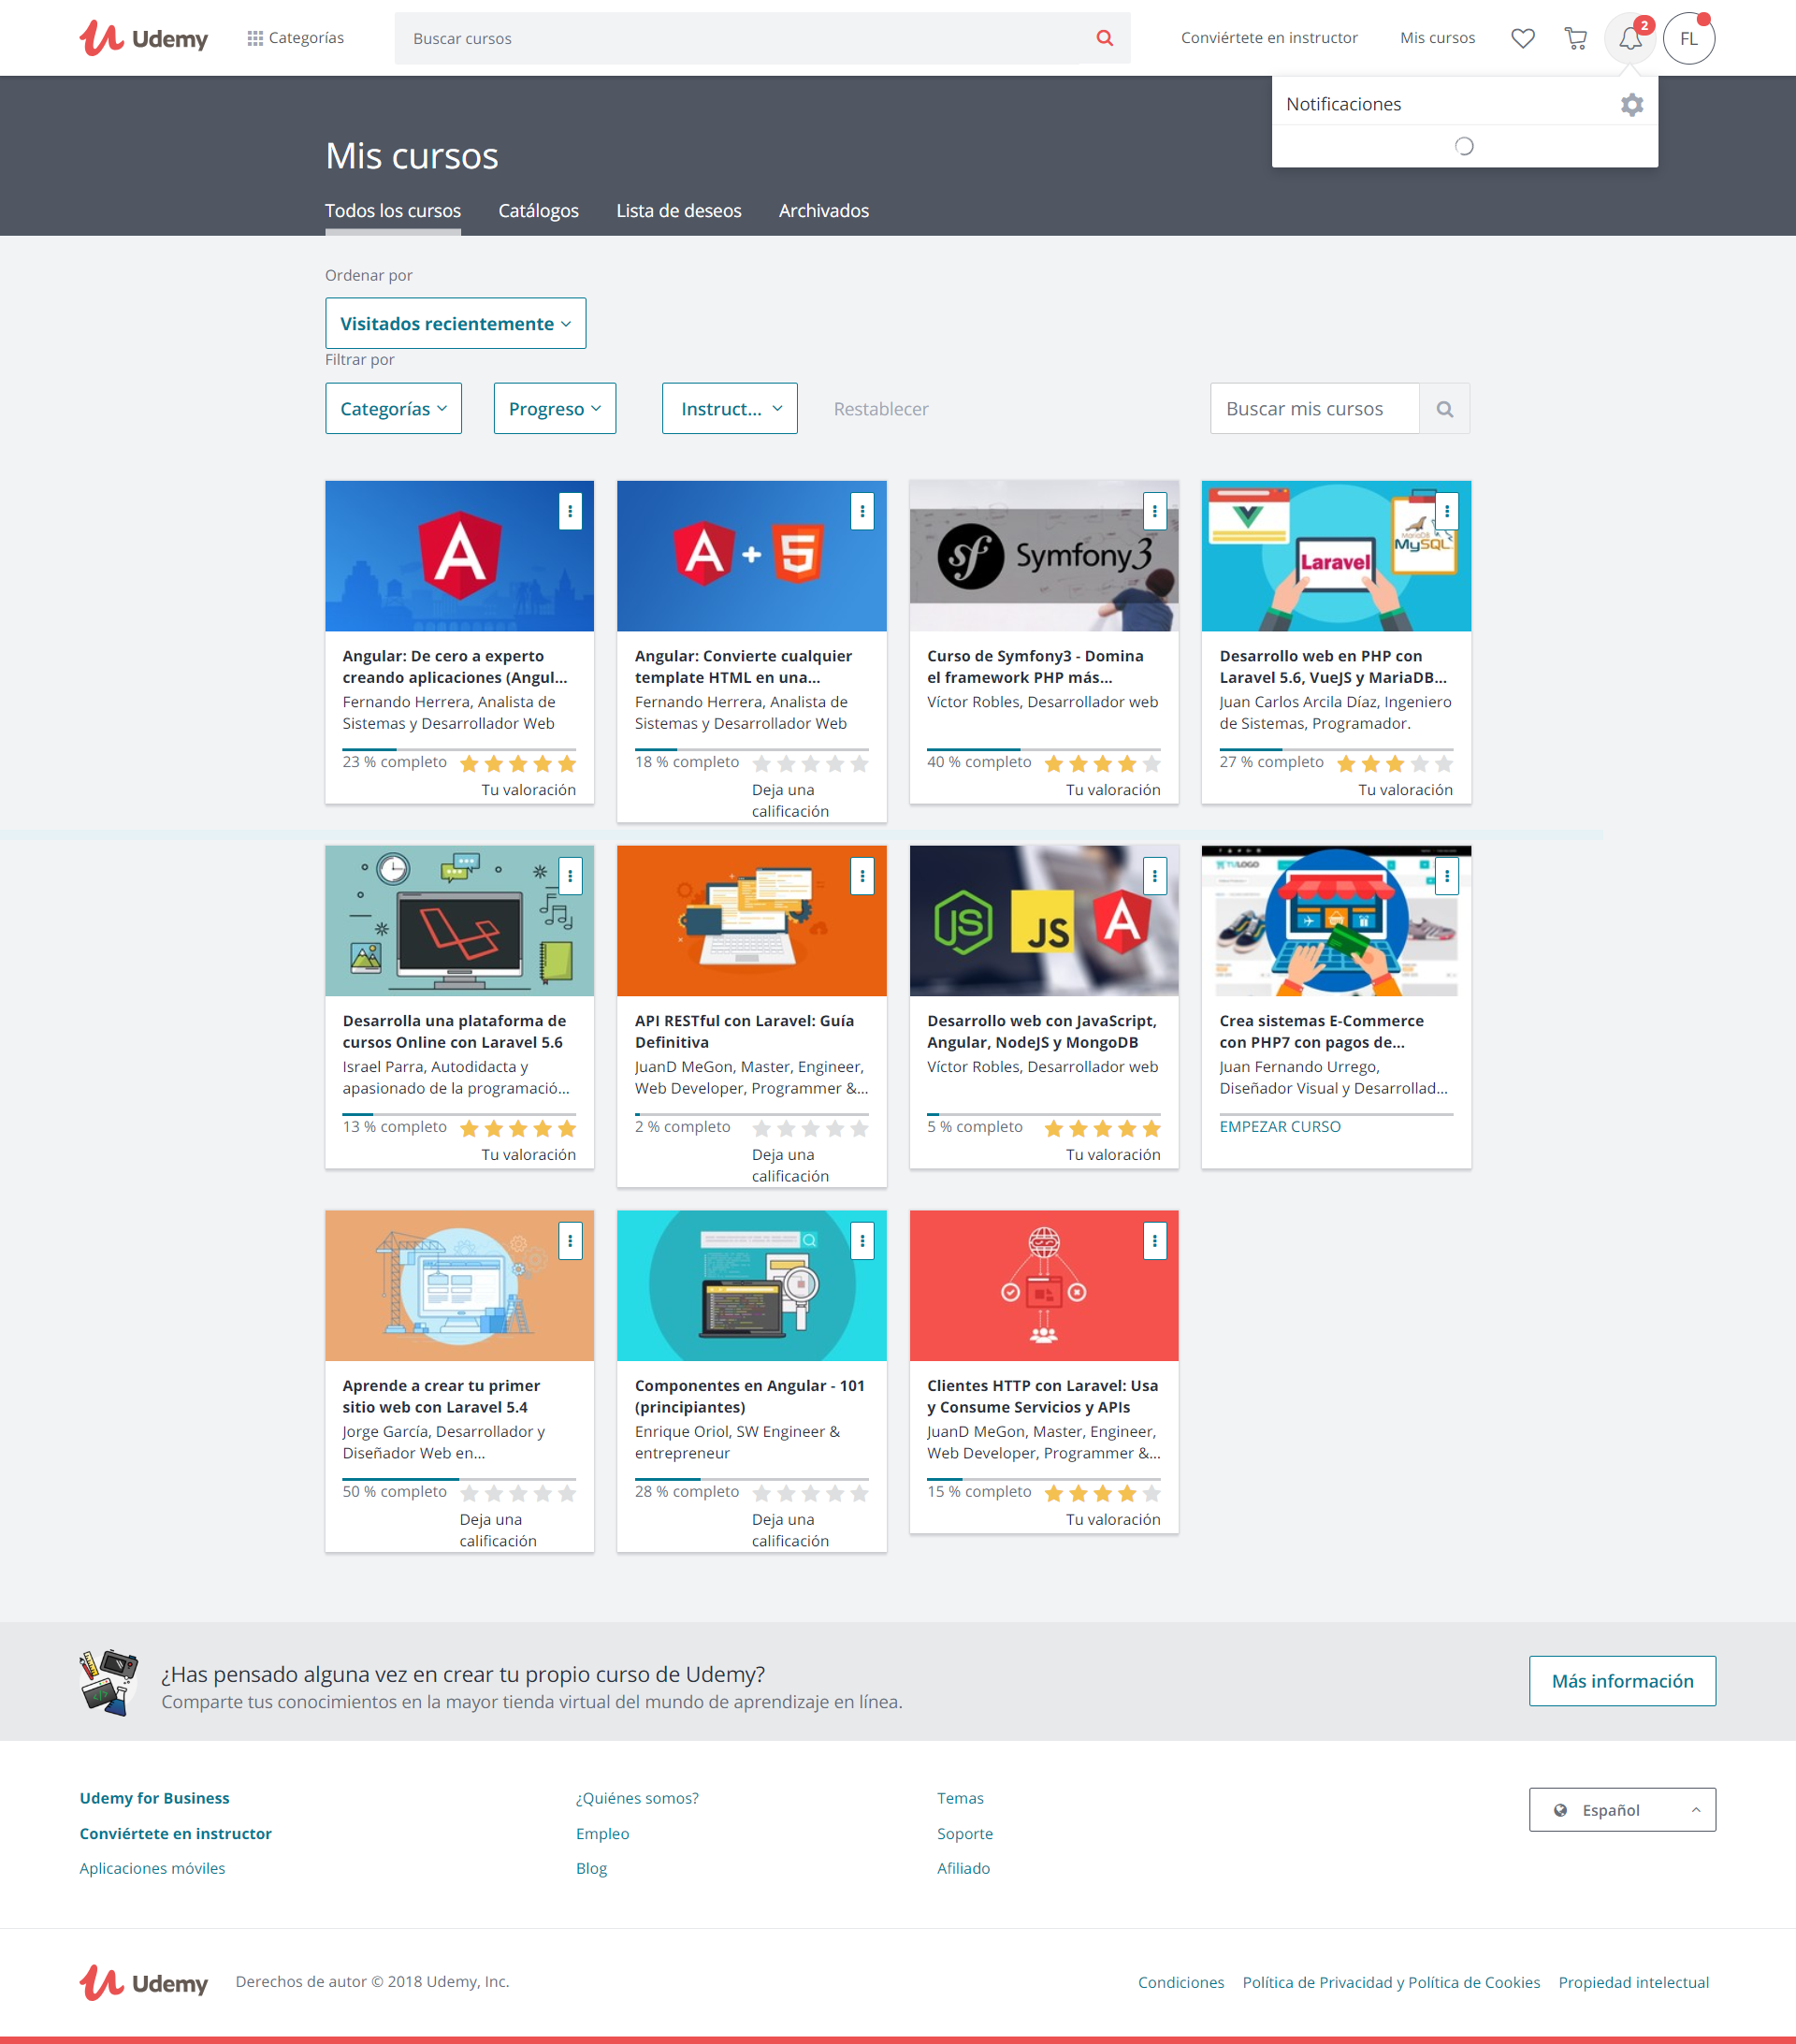 Udemy
Categorías
Buscar cursos
Conviértete en instructor
Mis cursos
2
FL
Notificaciones
Mis cursos
Todos los cursos
Catálogos
Lista de deseos
Archivados
Ordenar por
Visitados recientemente
Filtrar por
Categorías
Progreso
Instruct...
Restablecer
Buscar mis cursos
Symfony3
Laravel
MariaDB
MySQL
Angular: De cero a experto
creando aplicaciones (Angul...
Fernando Herrera, Analista de
Sistemas y Desarrollador Web
23 % completo
Tu valoración
Angular: Convierte cualquier
template HTML en una...
Fernando Herrera, Analista de
Sistemas y Desarrollador Web
18 % completo
Deja una
calificación
Curso de Symfony3 - Domina
el framework PHP más...
Víctor Robles, Desarrollador web
40 % completo
Tu valoración
Desarrollo web en PHP con
Laravel 5.6, VueJS y MariaDB...
Juan Carlos Arcila Díaz, Ingeniero
de Sistemas, Programador.
27 % completo
Tu valoración
JS
JS
TULOGO
Desarrolla una plataforma de
cursos Online con Laravel 5.6
Israel Parra, Autodidacta y
apasionado de la programació...
13 % completo
Tu valoración
API RESTful con Laravel: Guía
Definitiva
JuanD MeGon, Master, Engineer,
Web Developer, Programmer &...
2 % completo
Deja una
calificación
Desarrollo web con JavaScript,
Angular, NodeJS y MongoDB
Víctor Robles, Desarrollador web
5 % completo
Tu valoración
Crea sistemas E-Commerce
con PHP7 con pagos de...
Juan Fernando Urrego,
Diseñador Visual y Desarrollad...
EMPEZAR CURSO
Aprende a crear tu primer
sitio web con Laravel 5.4
Jorge García, Desarrollador y
Diseñador Web en...
50 % completo
Deja una
calificación
Componentes en Angular - 101
(principiantes)
Enrique Oriol, SW Engineer &
entrepreneur
28 % completo
Deja una
calificación
Clientes HTTP con Laravel: Usa
y Consume Servicios y APIs
JuanD MeGon, Master, Engineer,
Web Developer, Programmer &...
15 % completo
Tu valoración
¿Has pensado alguna vez en crear tu propio curso de Udemy?
Comparte tus conocimientos en la mayor tienda virtual del mundo de aprendizaje en línea.
Más información
Udemy for Business
Conviértete en instructor
Aplicaciones móviles
¿Quiénes somos?
Empleo
Blog
Temas
Soporte
Afiliado
Español
Udemy
Derechos de autor © 2018 Udemy, Inc.
Condiciones
Política de Privacidad y Política de Cookies
Propiedad intelectual